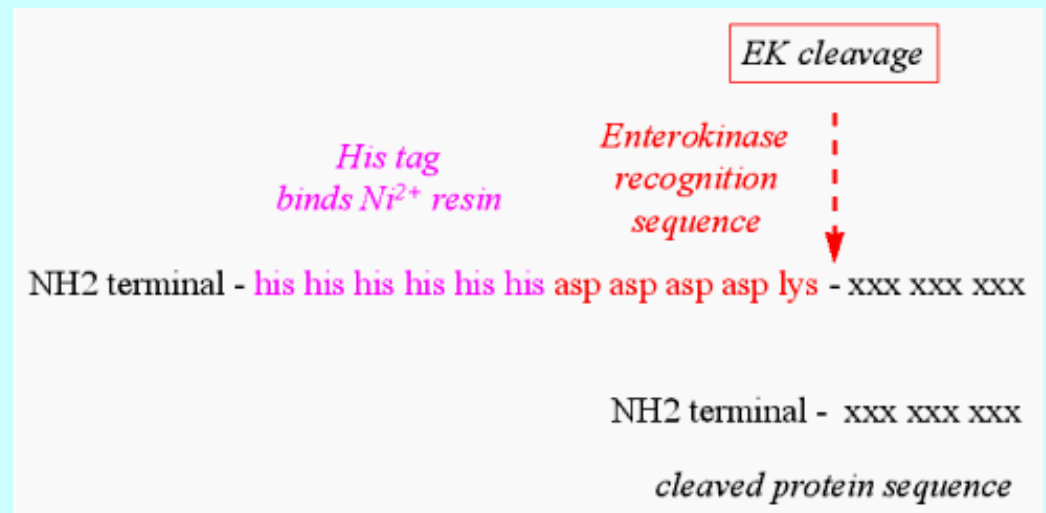 EK cleavage
His tag
binds Ni²⁺ resin
Enterokinase
recognition
sequence
NH2 terminal - his his his his his his asp asp asp asp lys - xxx xxx xxx
NH2 terminal - xxx xxx xxx
cleaved protein sequence